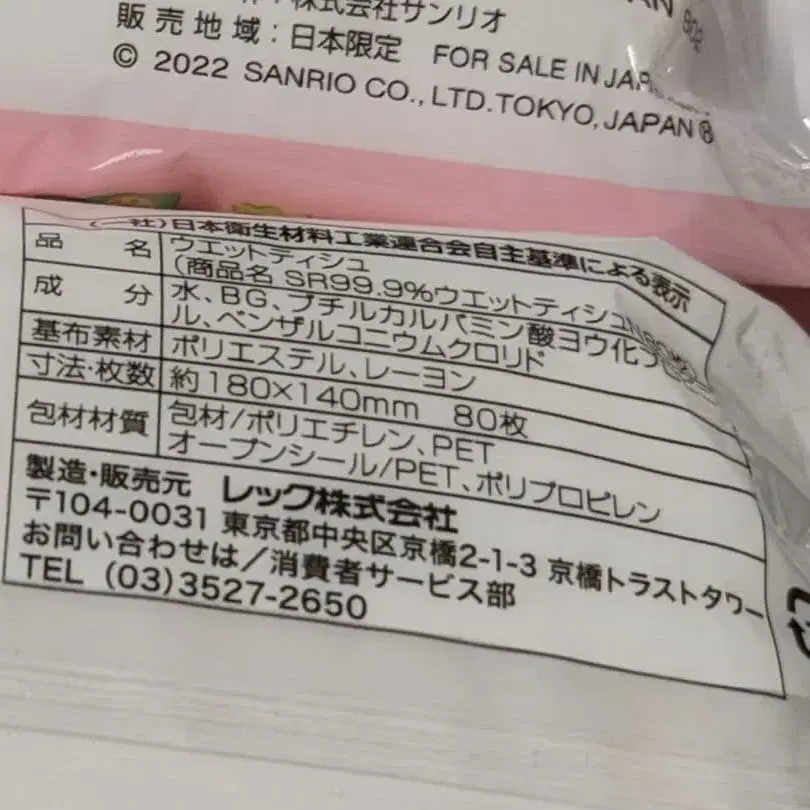 株式会社サンリオ
販売地域：日本限定 FOR SALE IN JAP
© 2022 SANRIO CO., LTD. TOKYO, JAPAN Ⓑ
社)日本衛生材料工業連合会自主基準による表示
品名 ウエットティシュ
(商品名 SR99.9%ウエットティシュ
成分 水、BG、ブチルカルバミン酸ヨウ化プ
ル、ベンザルコニウムクロリド
基布素材 ポリエステル、レーヨン
寸法・枚数 約180×140mm 80枚
包材材質 包材/ポリエチレン、PET
オープンシール/PET、ポリプロピレン
製造・販売元 レック株式会社
〒104-0031 東京都中央区京橋2-1-3 京橋トラストタワー
お問い合わせは/消費者サービス部
TEL (03)3527-2650